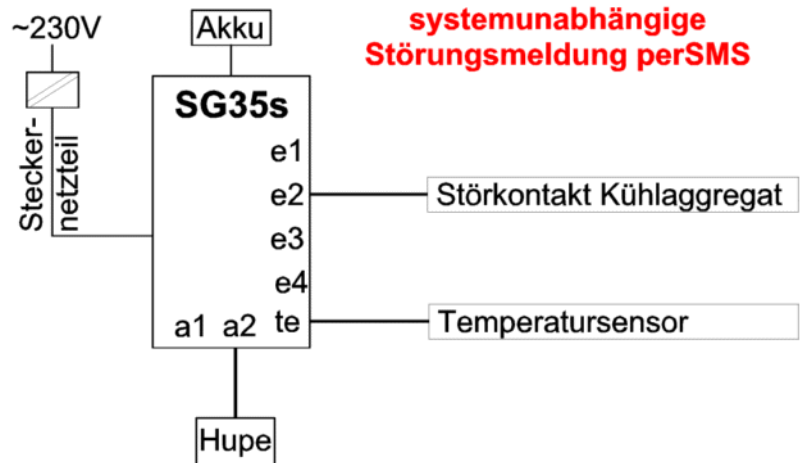 ~230V
Akku
systemunabhängige
Störungsmeldung perSMS
SG35s
Stecker-
netzteil
e1
e2
Störkontakt Kühlaggregat
e3
e4
a1 a2 te
Temperatursensor
Hupe